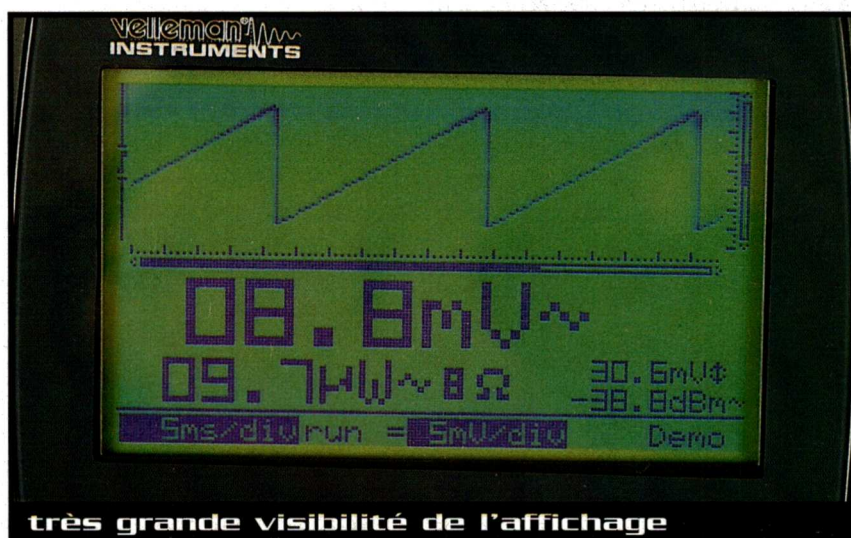 velleman®
INSTRUMENTS
08.8mV~
09.7µW~8Ω
30.6mV↕
-38.8dBm~
5ms/div run = 5mV/div Demo
très grande visibilité de l'affichage